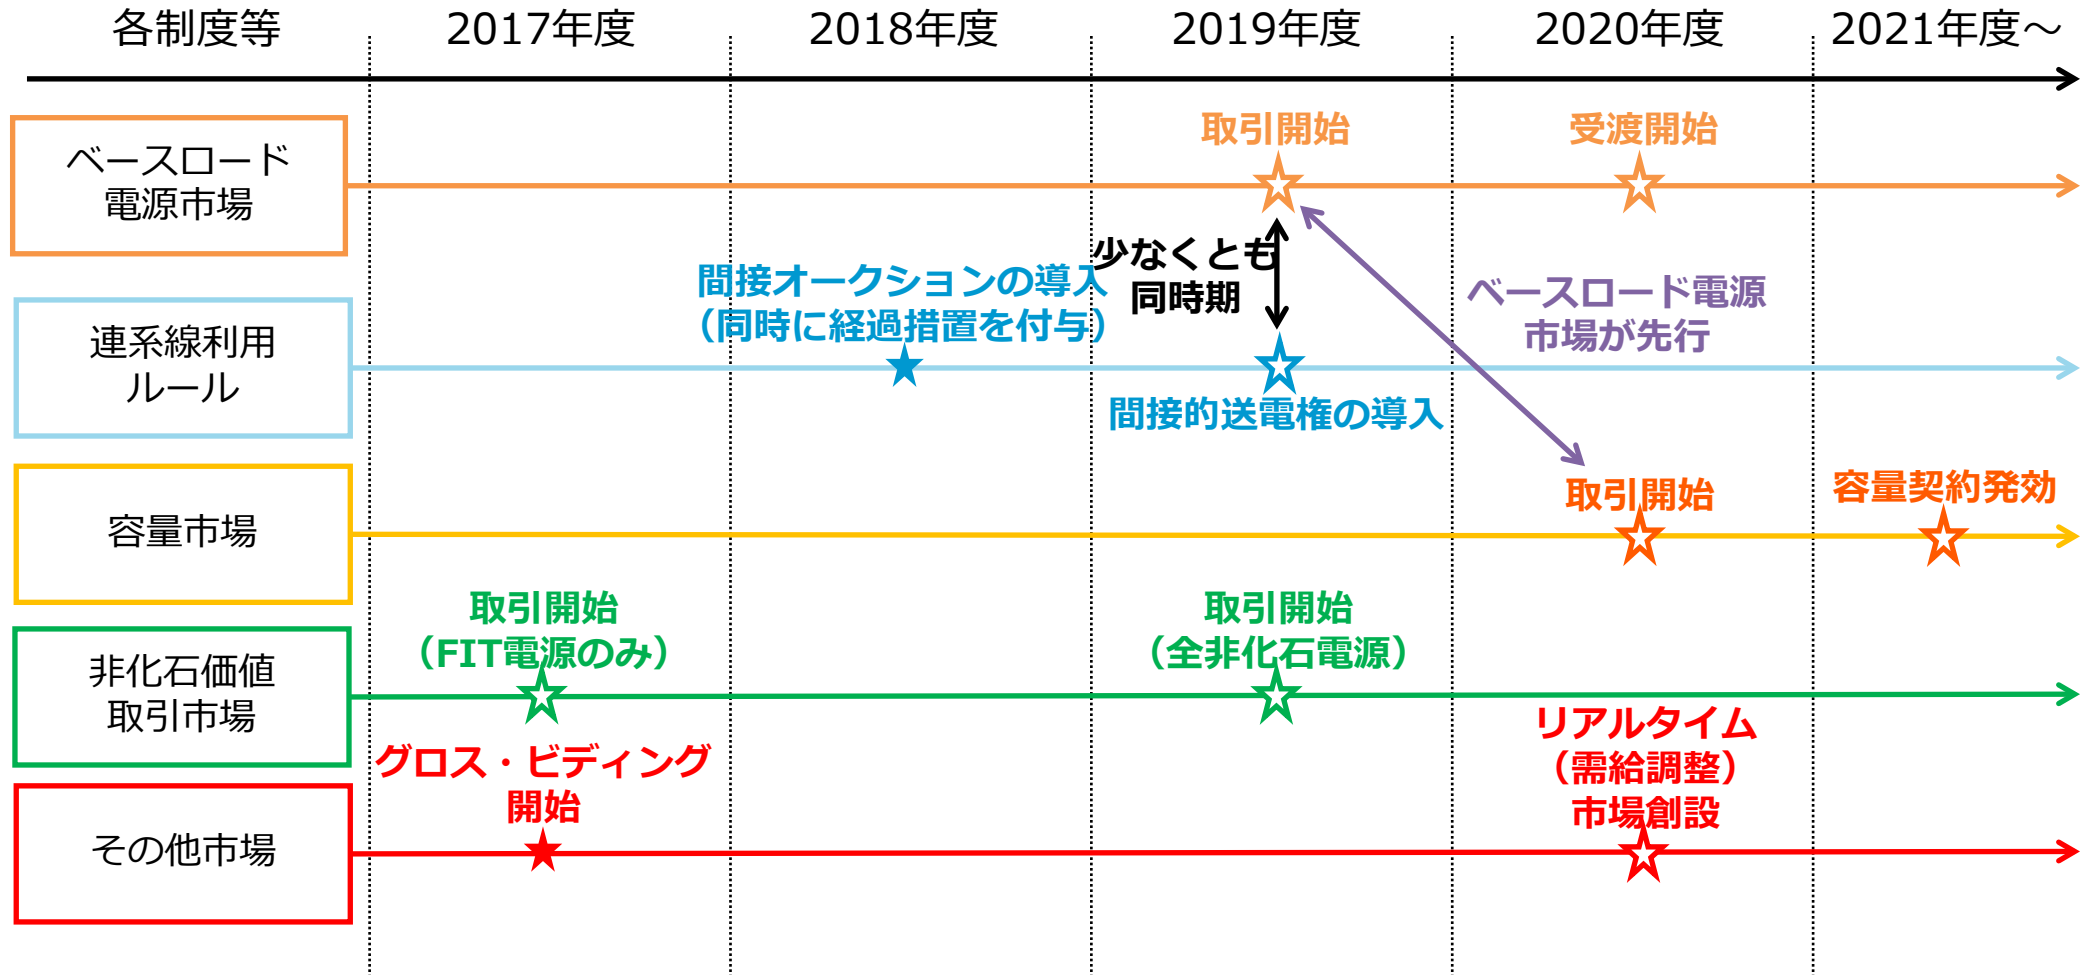 各制度等
2017年度
2018年度
2019年度
2020年度
2021年度～
ベースロード
電源市場
取引開始
受渡開始
少なくとも
同時期
ベースロード電源
市場が先行
連系線利用
ルール
間接オークションの導入
（同時に経過措置を付与）
間接的送電権の導入
容量市場
取引開始
容量契約発効
非化石価値
取引市場
取引開始
（FIT電源のみ）
取引開始
（全非化石電源）
その他市場
グロス・ビディング
開始
リアルタイム
（需給調整）
市場創設